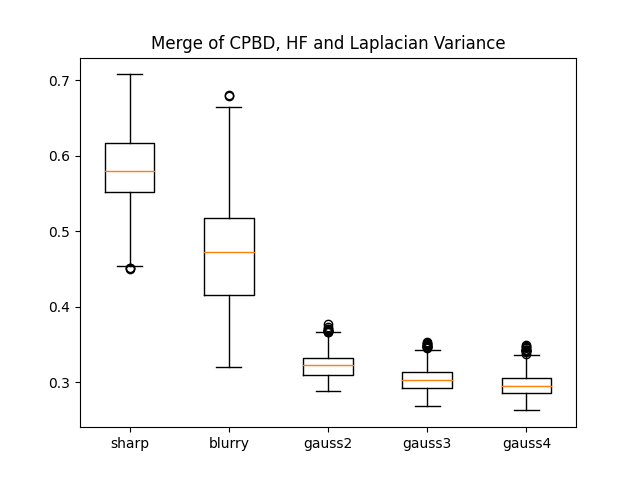 Merge of CPBD, HF and Laplacian Variance
0.7
0.6
0.5
0.4
0.3
sharp blurry gauss2 gauss3 gauss4